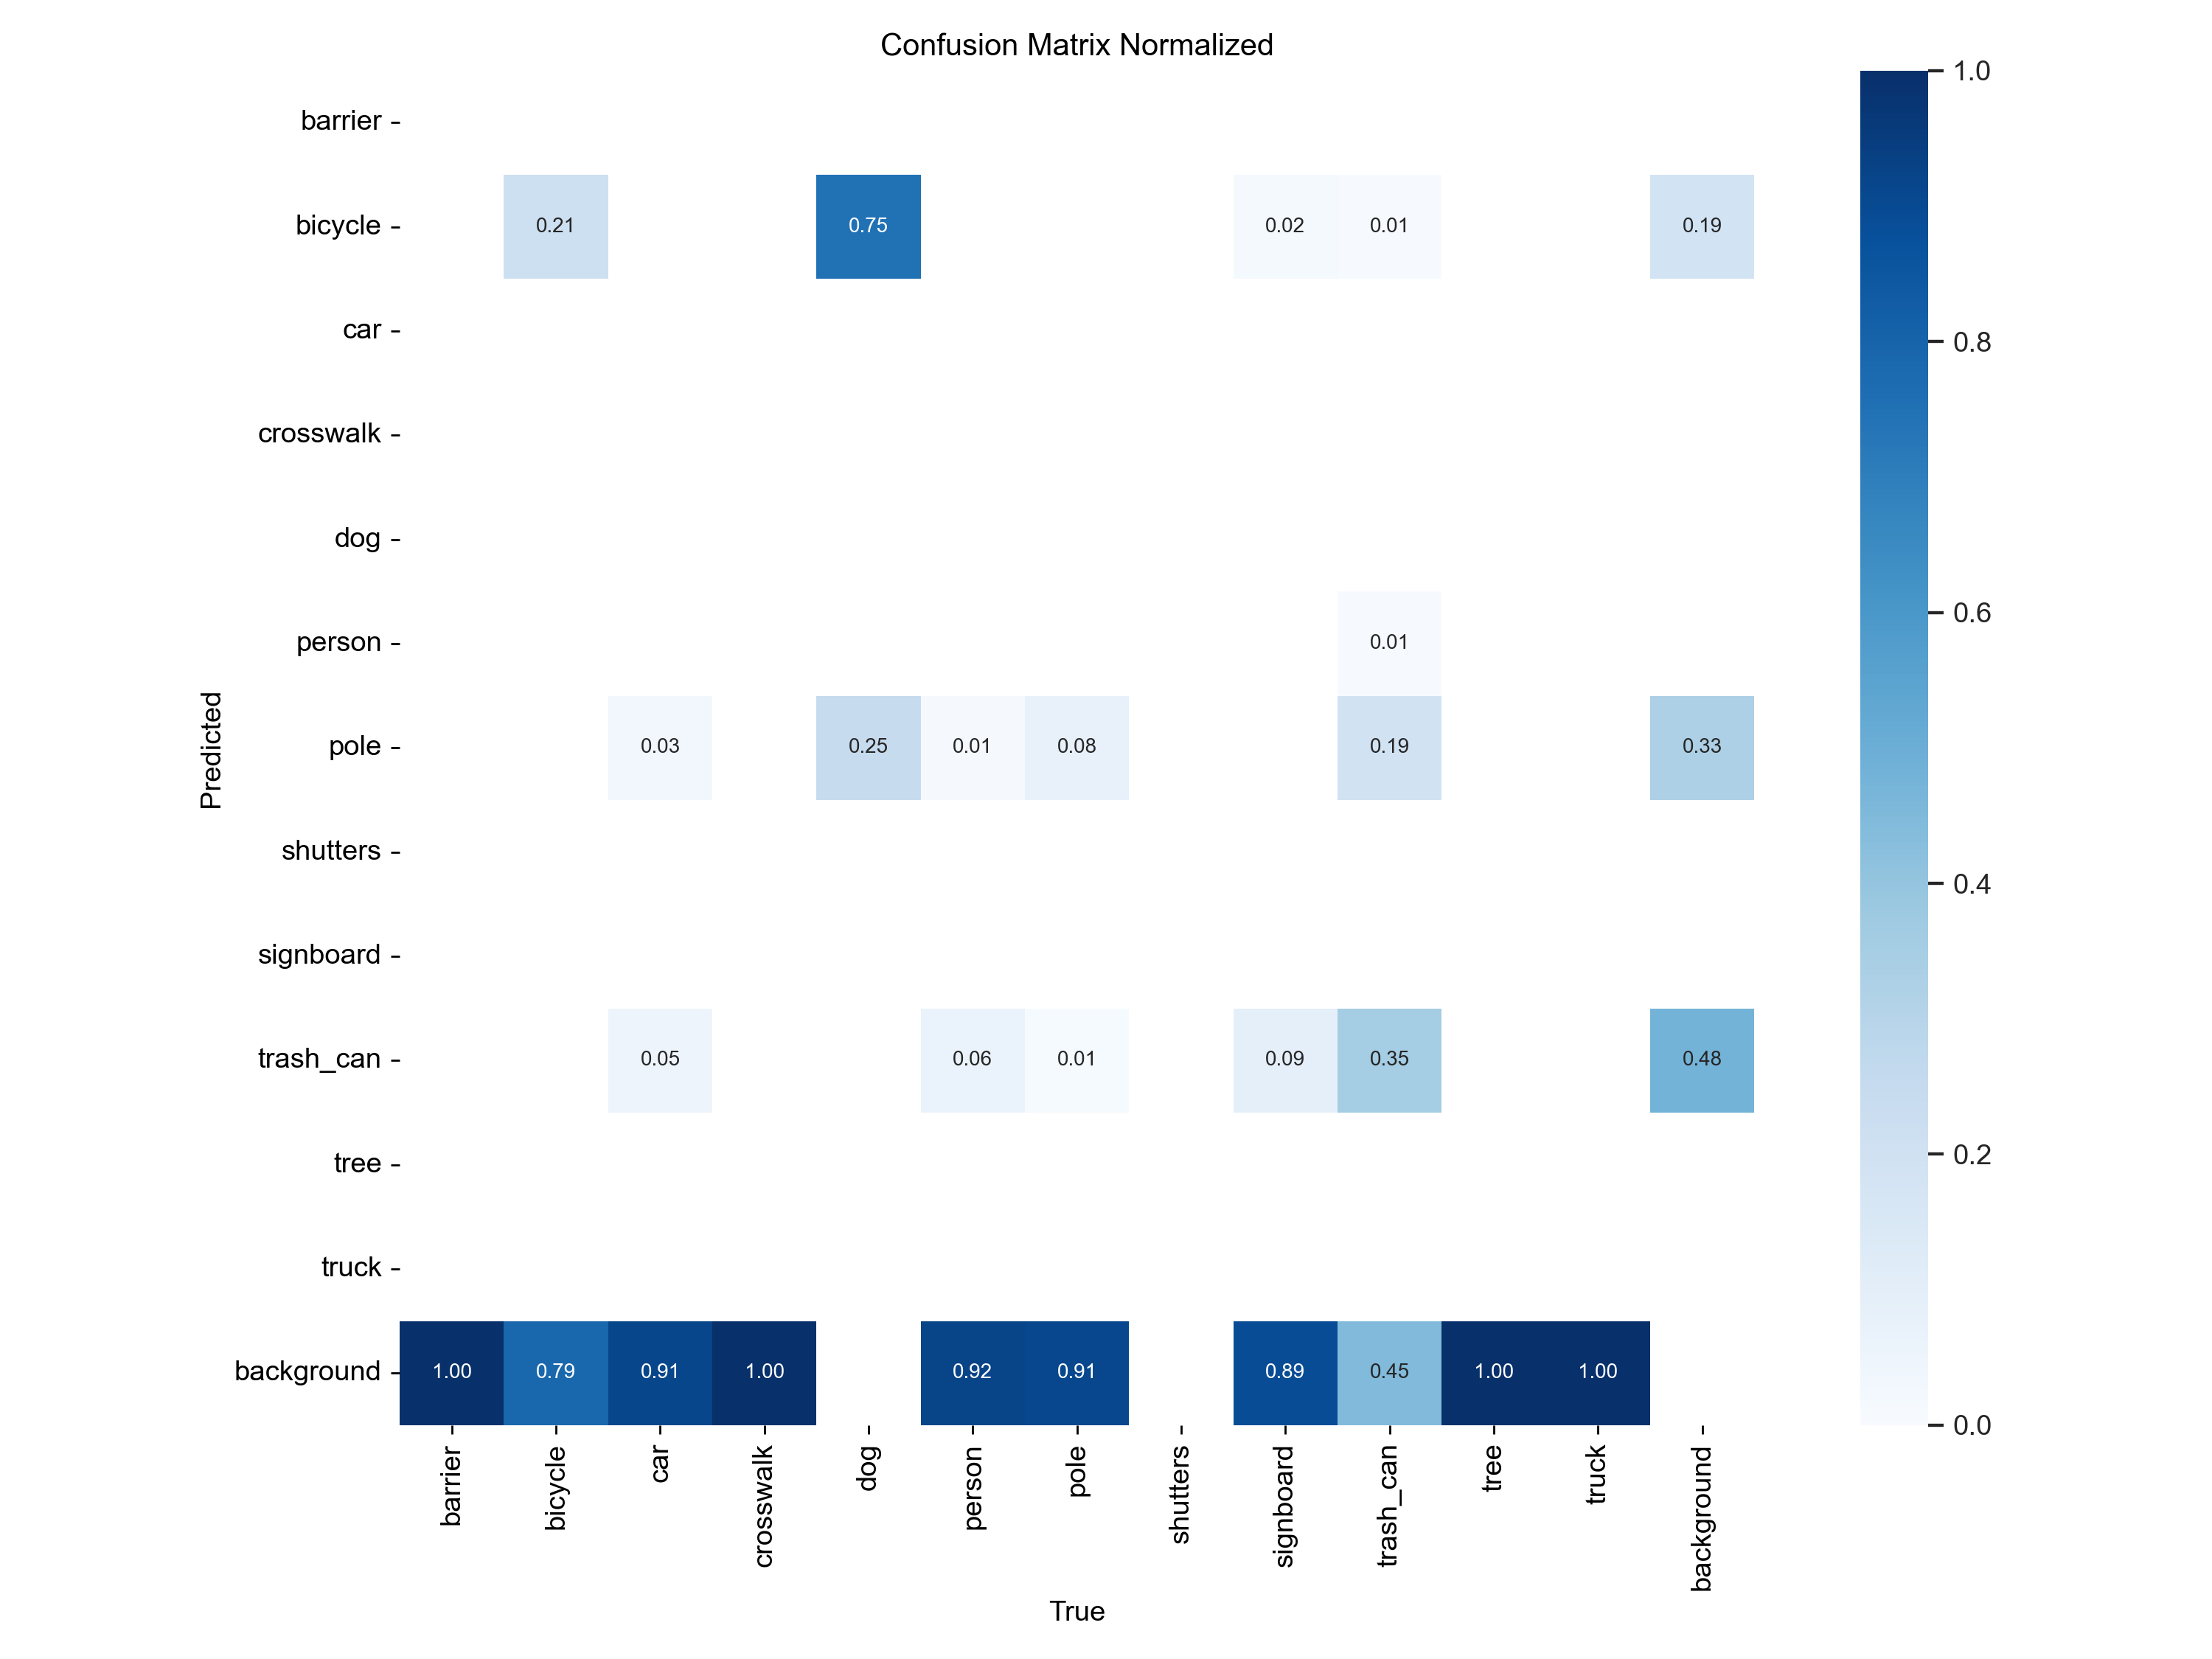 Confusion Matrix Normalized
barrier
bicycle 0.21 0.75 0.02 0.01 0.19
car
crosswalk
dog
person 0.01
pole 0.03 0.25 0.01 0.08 0.19 0.33
shutters
signboard
trash_can 0.05 0.06 0.01 0.09 0.35 0.48
tree
truck
background 1.00 0.79 0.91 1.00 0.92 0.91 0.89 0.45 1.00 1.00
Predicted
barrier bicycle car crosswalk dog person pole shutters signboard trash_can tree truck background
True
1.0
0.8
0.6
0.4
0.2
0.0